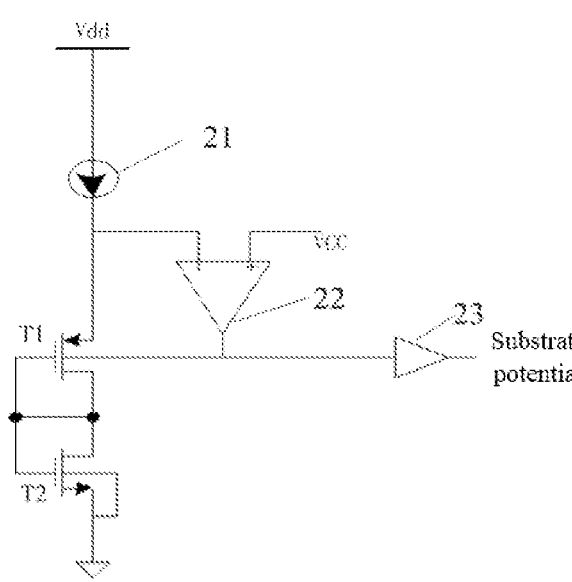 Vdd
21
VCC
22
T1
23
Substrat
potentia
T2